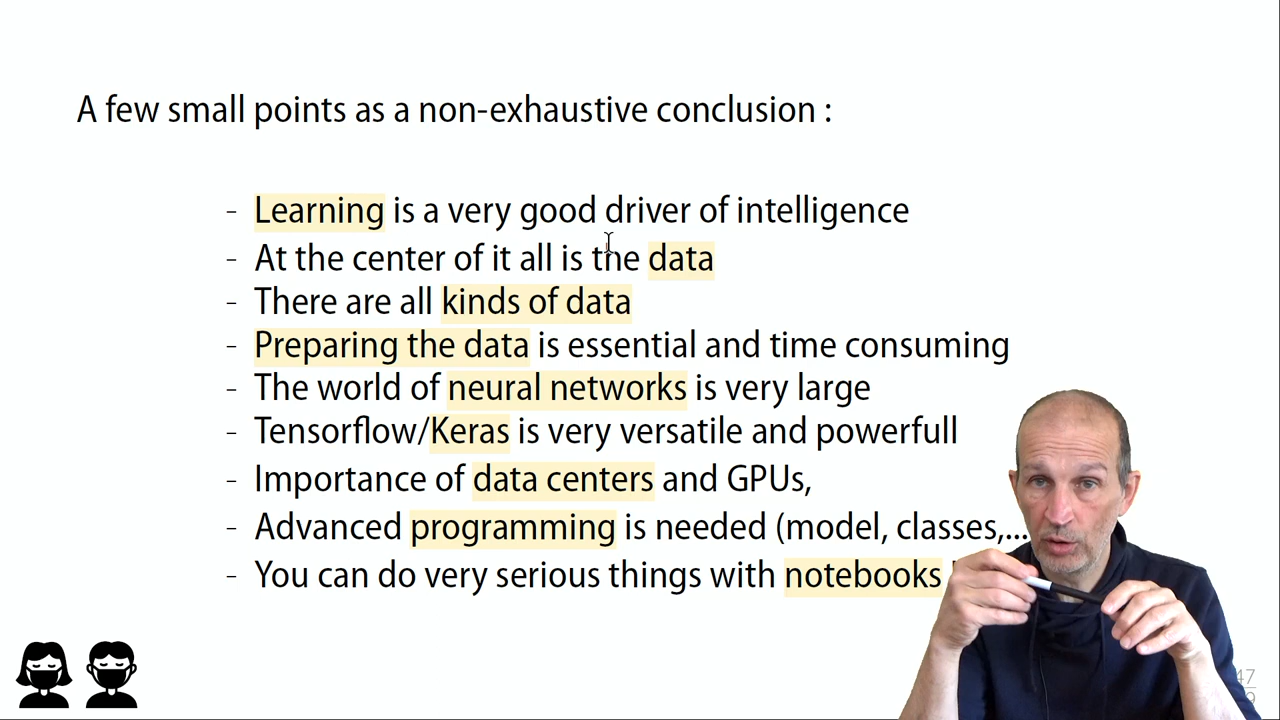 A few small points as a non-exhaustive conclusion :
- Learning is a very good driver of intelligence
- At the center of it all is the data
- There are all kinds of data
- Preparing the data is essential and time consuming
- The world of neural networks is very large
- Tensorflow/Keras is very versatile and powerfull
- Importance of data centers and GPUs,
- Advanced programming is needed (model, classes,...
- You can do very serious things with notebooks
47